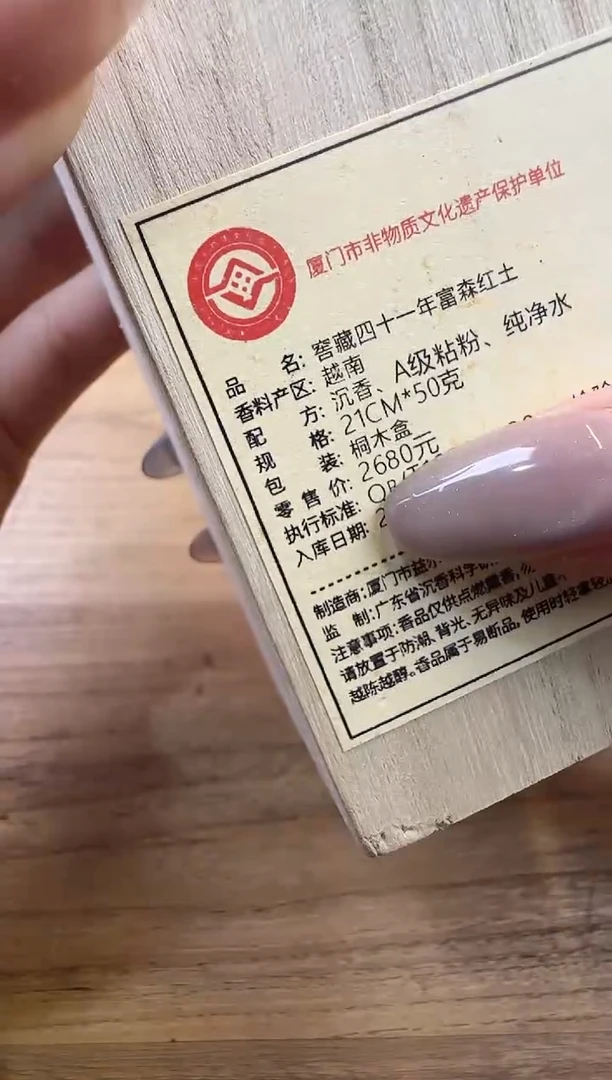 厦门市非物质文化遗产保护单位
品 名: 窖藏四十一年富森红土
香料产区: 越南
配 方: 沉香、A级粘粉、纯净水
规 格: 21CM*50克
包 装: 桐木盒
零 售 价: 2680元
执行标准: QB/T
入库日期: 2
制造商: 厦门市益
监 制: 广东省沉香科学
注意事项: 香品仅供点燃熏香,勿
请放置于防潮、背光、无异味及儿童
越陈越醇。香品属于易断品,使用时轻拿轻